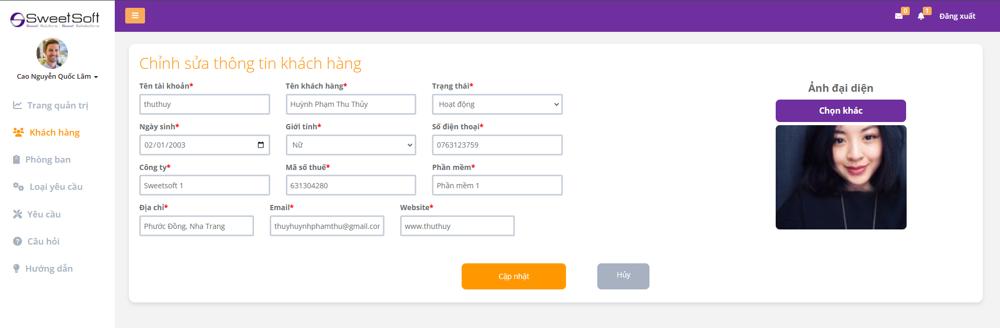 SweetSoft
Sweet Solutions - Sweet Satisfactions
Cao Nguyễn Quốc Lâm
Trang quản trị
Khách hàng
Phòng ban
Loại yêu cầu
Yêu cầu
Câu hỏi
Hướng dẫn
0
1
Đăng xuất
Chỉnh sửa thông tin khách hàng
Tên tài khoản* Tên khách hàng* Trạng thái*
thuthuy Huỳnh Phạm Thu Thủy Hoạt động
Ngày sinh* Giới tính* Số điện thoại*
02/01/2003 Nữ 0763123759
Công ty* Mã số thuế* Phần mềm*
Sweetsoft 1 631304280 Phần mềm 1
Địa chỉ* Email* Website*
Phước Đồng, Nha Trang thuyhuynhphamthu@gmail.com www.thuthuy
Ảnh đại diện
Chọn khác
Cập nhật Hủy